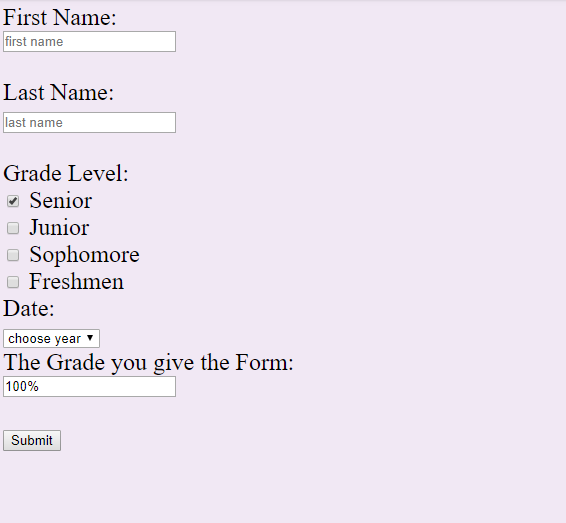 First Name:
first name
Last Name:
last name
Grade Level:
Senior
Junior
Sophomore
Freshmen
Date:
choose year
The Grade you give the Form:
100%
Submit